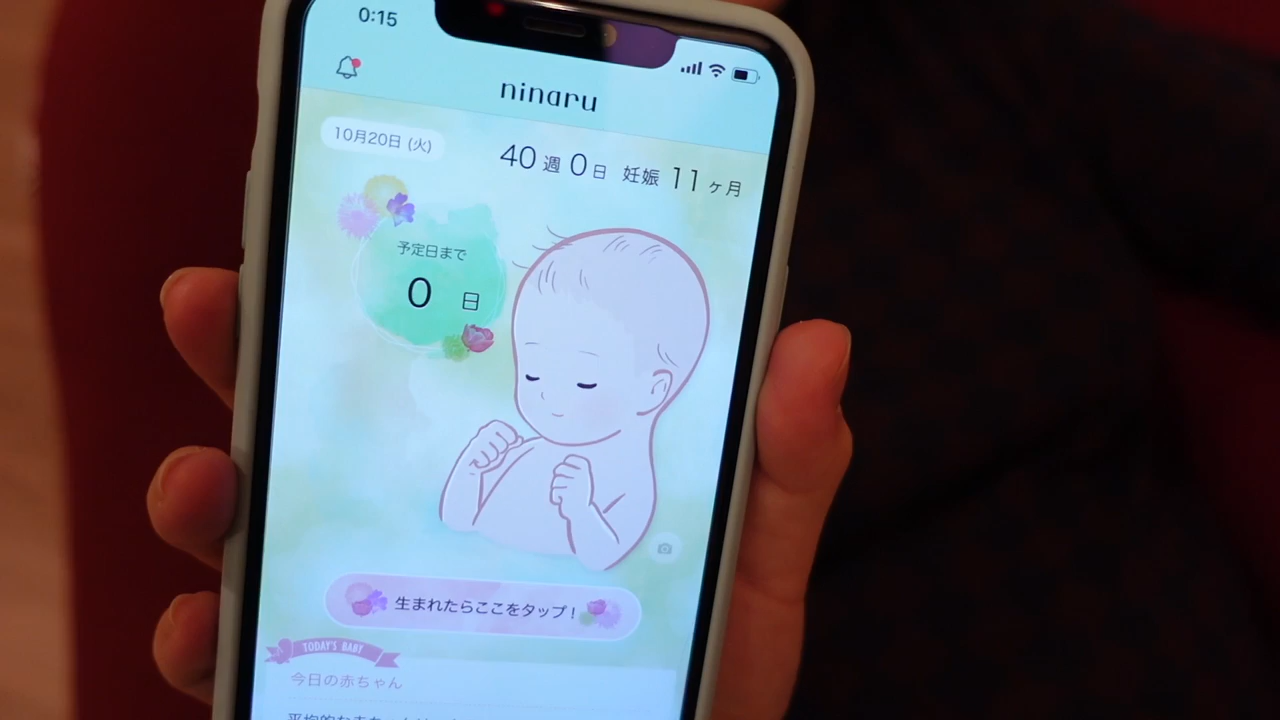 0:15
ninaru
10月20日 (火)
40週0日 妊娠11ヶ月
予定日まで
0日
生まれたらここをタップ!
TODAY'S BABY
今日の赤ちゃん